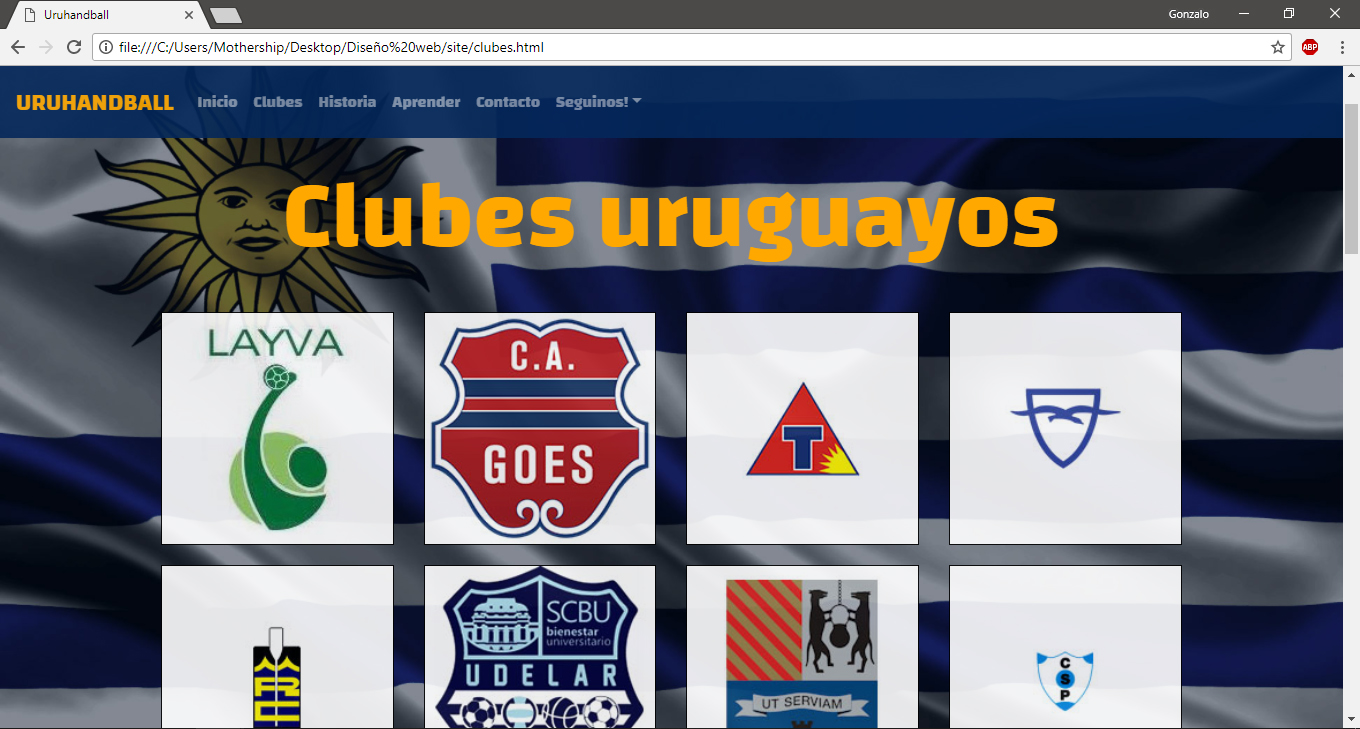 Uruhandball
Gonzalo
file:///C:/Users/Mothership/Desktop/Diseño%20web/site/clubes.html
ABP
URUHANDBALL Inicio Clubes Historia Aprender Contacto Seguinos!
Clubes uruguayos
LAYVA
C.A.
GOES
T
SCBU
bienestar
universitario
UDELAR
UT SERVIAM
ARC
C
S
P